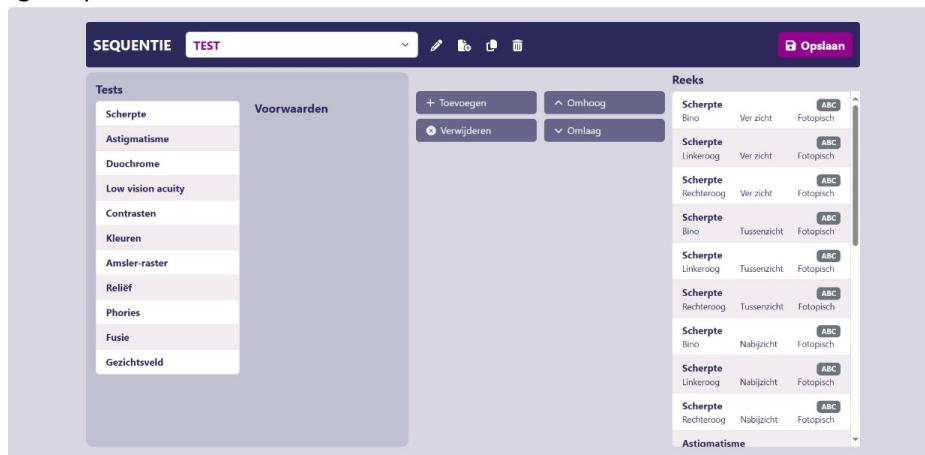 SEQUENTIE TEST Opslaan
Tests
Scherpte
Astigmatisme
Duochrome
Low vision acuity
Contrasten
Kleuren
Amsler-raster
Reliëf
Phories
Fusie
Gezichtsveld
Voorwaarden
+ Toevoegen
Omhoog
Verwijderen
Omlaag
Reeks
Scherpte ABC
Bino Ver zicht Fotopisch
Scherpte ABC
Linkeroog Ver zicht Fotopisch
Scherpte ABC
Rechteroog Ver zicht Fotopisch
Scherpte ABC
Bino Tussenzicht Fotopisch
Scherpte ABC
Linkeroog Tussenzicht Fotopisch
Scherpte ABC
Rechteroog Tussenzicht Fotopisch
Scherpte ABC
Bino Nabijzicht Fotopisch
Scherpte ABC
Linkeroog Nabijzicht Fotopisch
Scherpte ABC
Rechteroog Nabijzicht Fotopisch
Astigmatisme